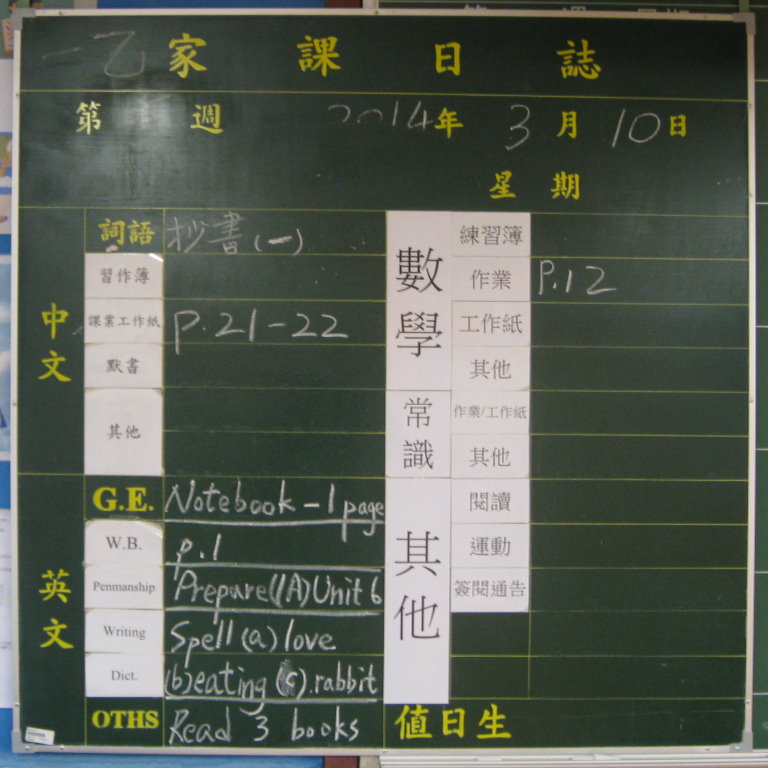 一乙 家課日誌
第 週 2014年 3月 10日
星期
中文
詞語 抄書(一)
習作簿
課業工作紙 P.21-22
默書
其他
英文
G.E. Notebook - 1 page
W.B. p.1
Penmanship Prepare (1A) Unit 6
Writing Spell (a) love
Dict. (b) eating (c). rabbit
OTHS Read 3 books
數學
練習簿
作業 P.12
工作紙
其他
常識
作業/工作紙
其他
其他
閱讀
運動
簽閱通告
值日生